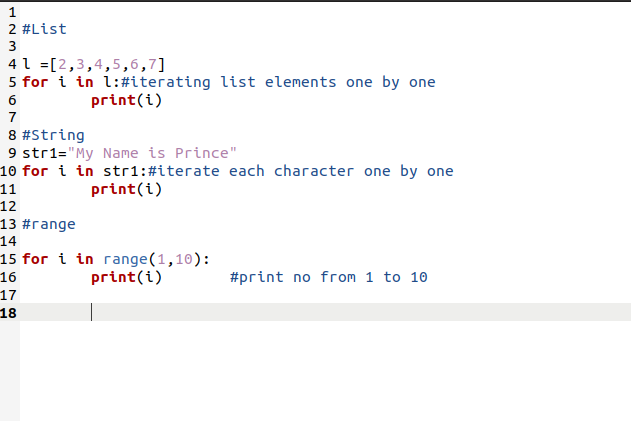 1
2 #List
3
4 l =[2,3,4,5,6,7]
5 for i in l:#iterating list elements one by one
6 print(i)
7
8 #String
9 str1="My Name is Prince"
10 for i in str1:#iterate each character one by one
11 print(i)
12
13 #range
14
15 for i in range(1,10):
16 print(i) #print no from 1 to 10
17
18